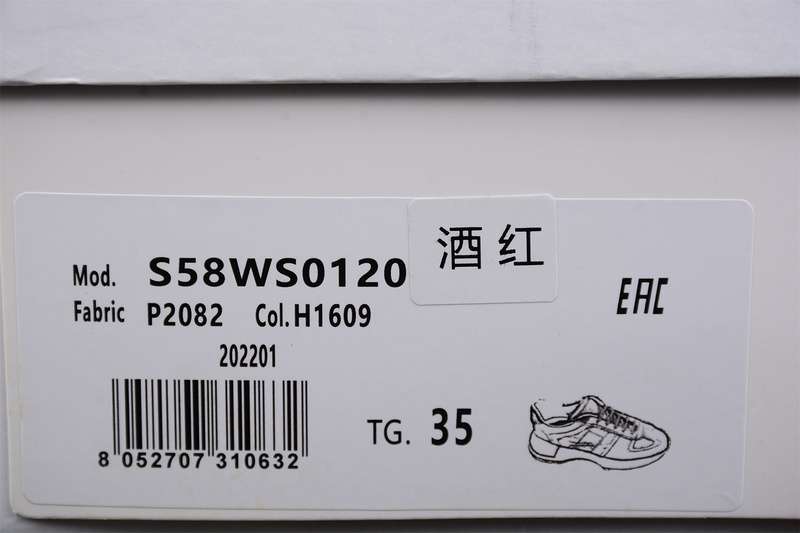 酒红
Mod. S58WS0120
EAC
Fabric P2082 Col.H1609
202201
8 052707 310632
TG. 35